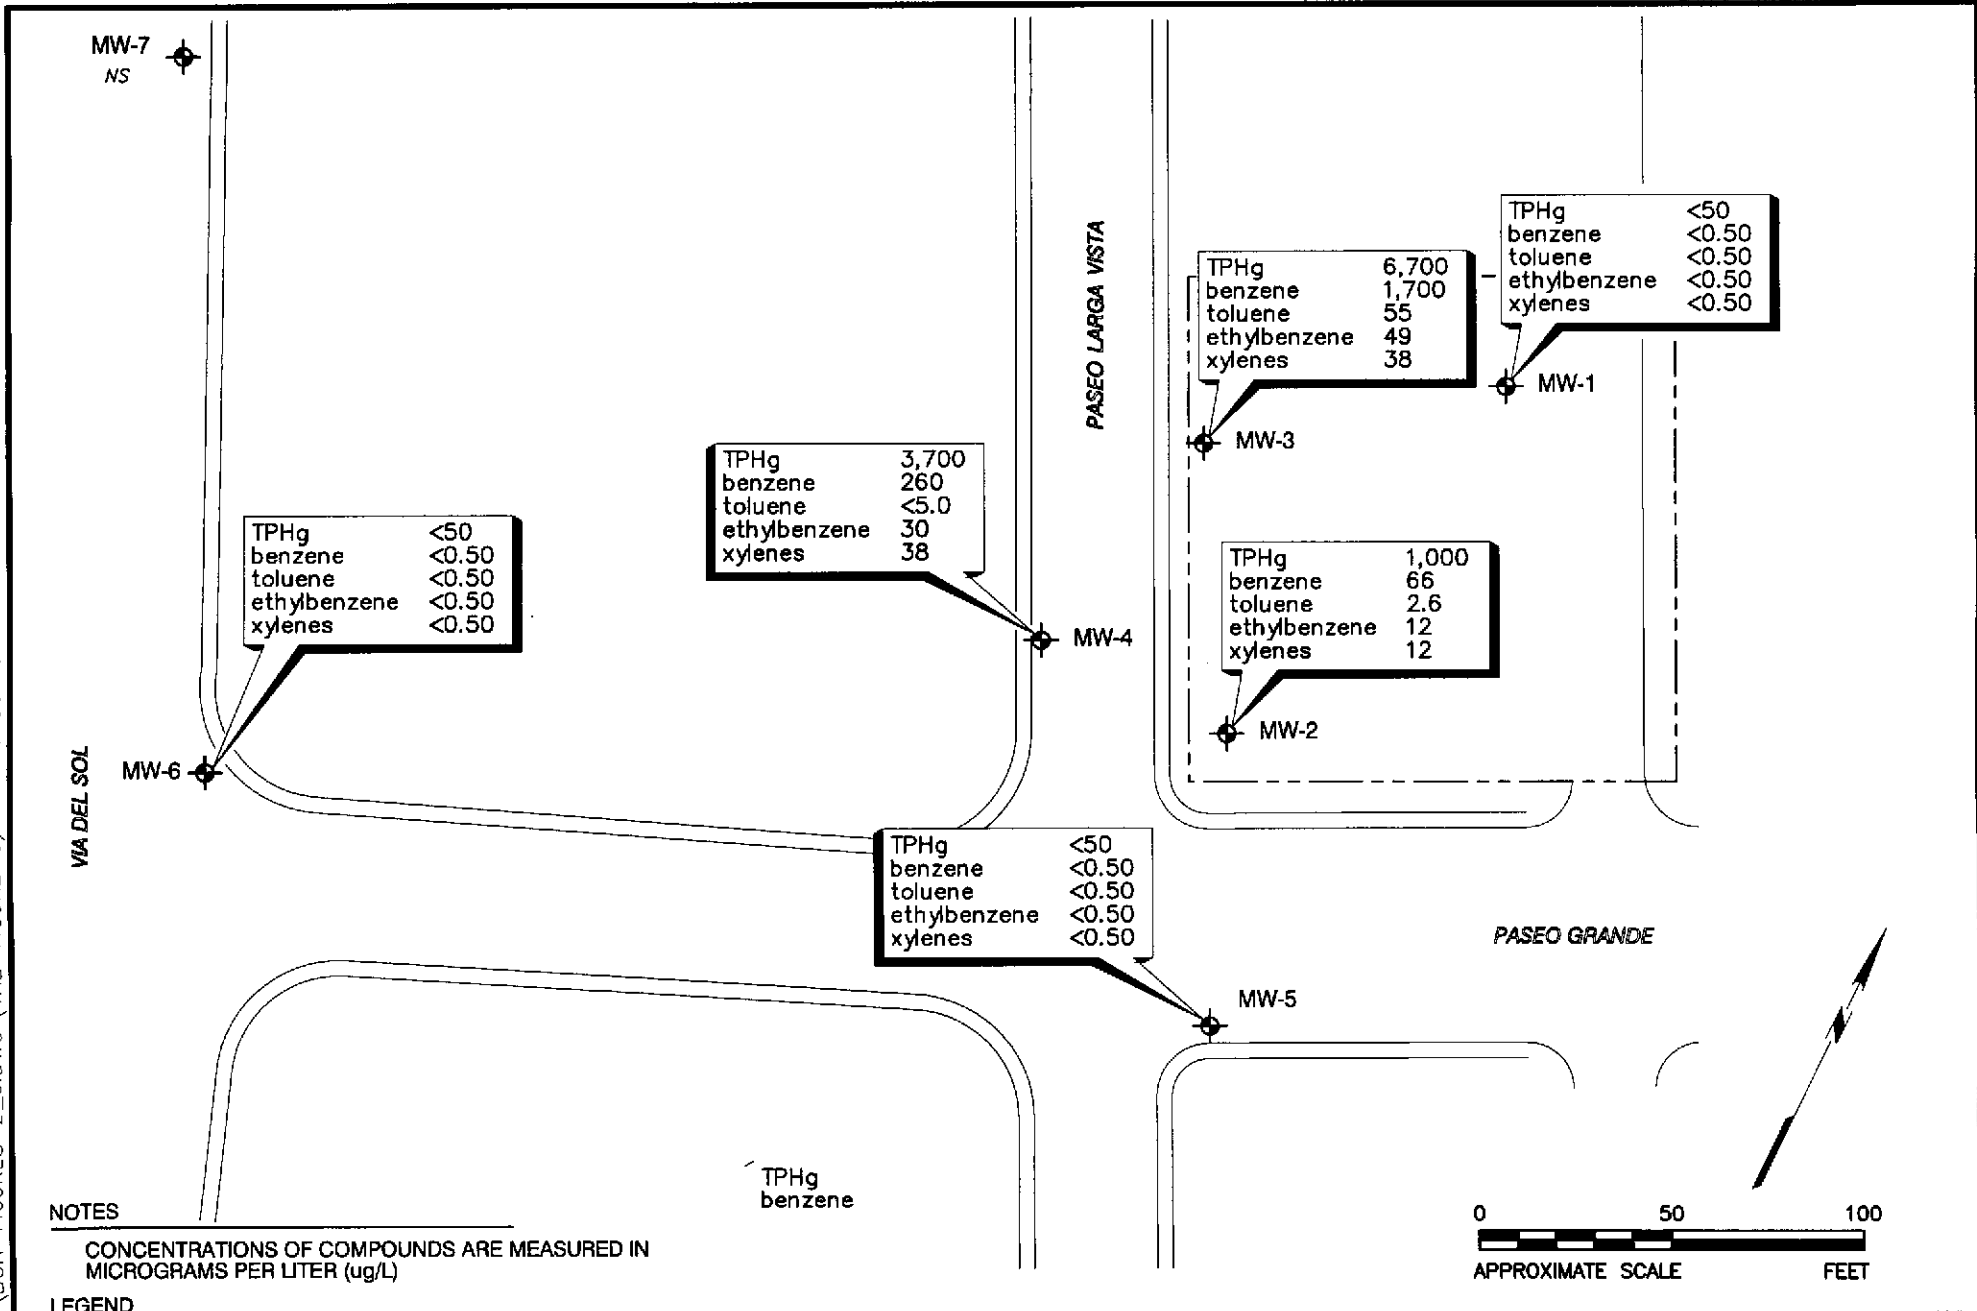 MW-7
NS
TPHg <50
benzene <0.50
toluene <0.50
ethylbenzene <0.50
xylenes <0.50
MW-1
TPHg 6,700
benzene 1,700
toluene 55
ethylbenzene 49
xylenes 38
MW-3
PASEO LARGA VISTA
TPHg 3,700
benzene 260
toluene <5.0
ethylbenzene 30
xylenes 38
MW-4
TPHg <50
benzene <0.50
toluene <0.50
ethylbenzene <0.50
xylenes <0.50
MW-6
VIA DEL SOL
TPHg 1,000
benzene 66
toluene 2.6
ethylbenzene 12
xylenes 12
MW-2
TPHg <50
benzene <0.50
toluene <0.50
ethylbenzene <0.50
xylenes <0.50
MW-5
PASEO GRANDE
TPHg
benzene
NOTES
CONCENTRATIONS OF COMPOUNDS ARE MEASURED IN
MICROGRAMS PER LITER (ug/L)
LEGEND
0 50 100
APPROXIMATE SCALE FEET